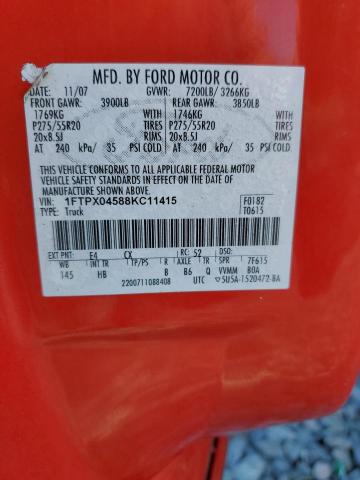 MFD. BY FORD MOTOR CO.
DATE: 11/07 GVWR: 7200LB/ 3266KG
FRONT GAWR: 3900LB REAR GAWR: 3850LB
1769KG WITH 1746KG WITH
P275/55R20 TIRES P275/55R20 TIRES
20x8.5J RIMS 20x8.5J RIMS
AT 240 kPa/ 35 PSI COLD AT 240 kPa/ 35 PSI COLD
THIS VEHICLE CONFORMS TO ALL APPLICABLE FEDERAL MOTOR
VEHICLE SAFETY STANDARDS IN EFFECT ON THE DATE OF
MANUFACTURE SHOWN ABOVE.
VIN: 1FTPX04588KC11415 F0182
TYPE: Truck T0615
EXT PNT: E4 CX RC: 52 DSO:
WB INT TR TP/PS R AXLE TR SPR 7F615
145 HB B B6 Q VVMM B0A
2200711088408 UTC ▽5U5A-1520472-BA